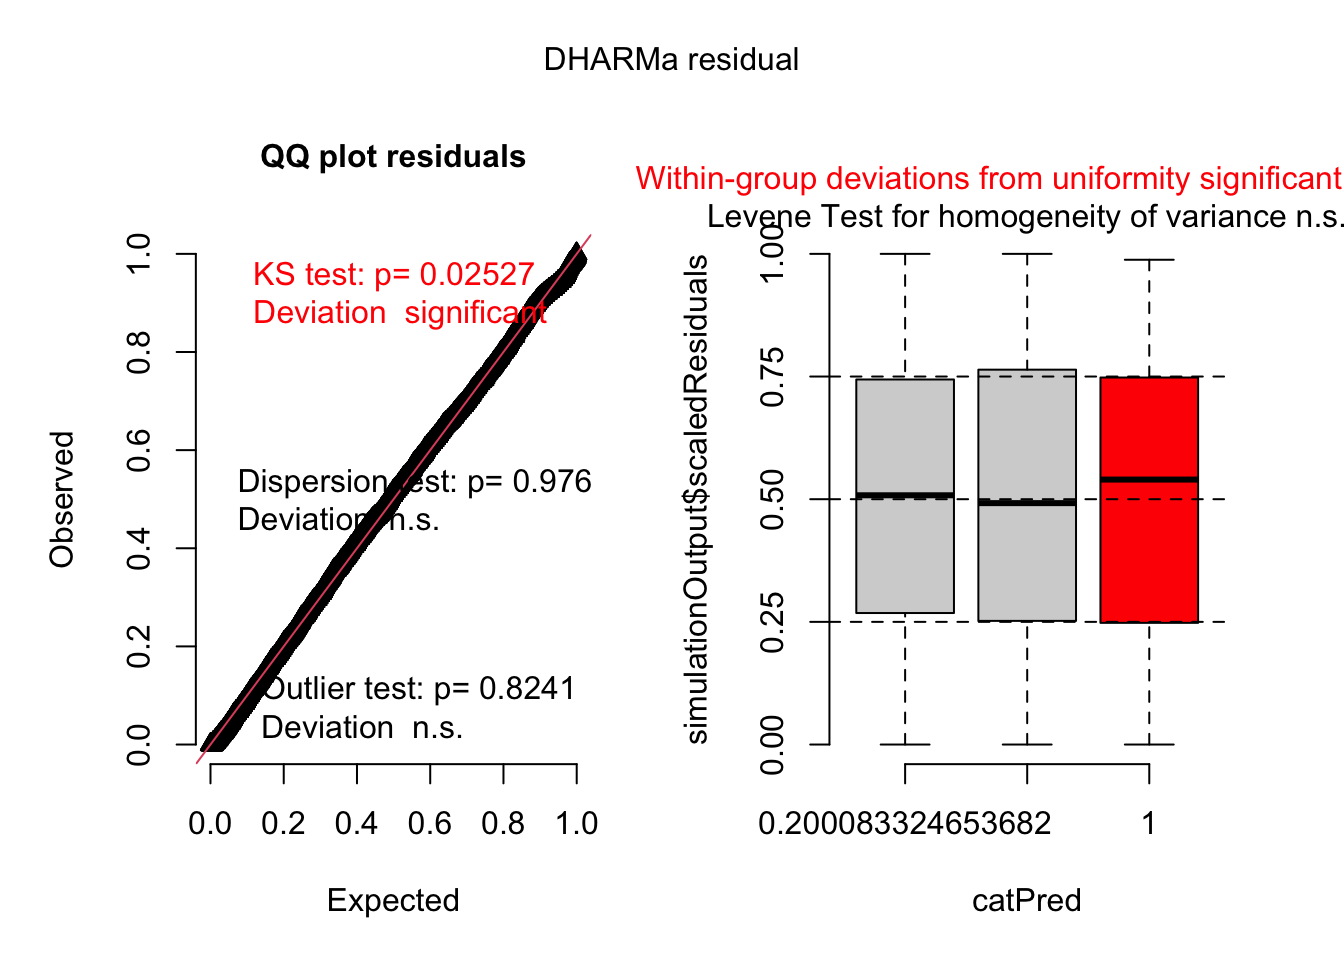 DHARMa residual
QQ plot residuals
KS test: p= 0.02527
Deviation  significant
Dispersion test: p= 0.976
Deviation  n.s.
Outlier test: p= 0.8241
Deviation  n.s.
Observed
0.0
0.2
0.4
0.6
0.8
1.0
0.0 0.2 0.4 0.6 0.8 1.0
Expected
Within-group deviations from uniformity significant
Levene Test for homogeneity of variance n.s.
simulationOutput$scaledResiduals
0.00
0.25
0.50
0.75
1.00
0.200083324653682 1
catPred